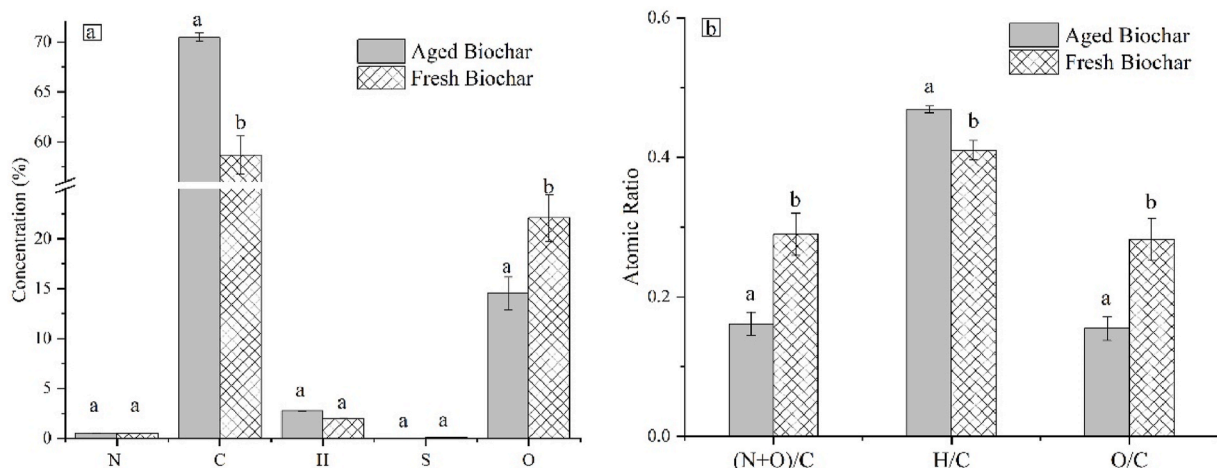 a
Aged Biochar
Fresh Biochar
Concentration (%)
70
65
60
20
15
10
5
0
a
b
a
a
a
a
a
a
a
b
N
C
H
S
O
b
Aged Biochar
Fresh Biochar
Atomic Ratio
0.6
0.4
0.2
0.0
a
b
a
b
a
b
(N+O)/C
H/C
O/C